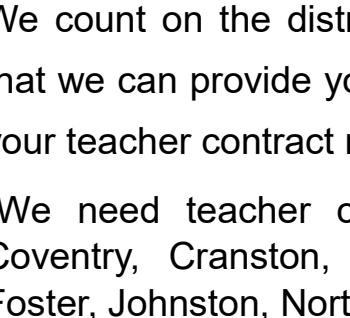 We count on the distr
hat we can provide yo
your teacher contract
We need teacher c
Coventry, Cranston,
Foster, Johnston, Nort